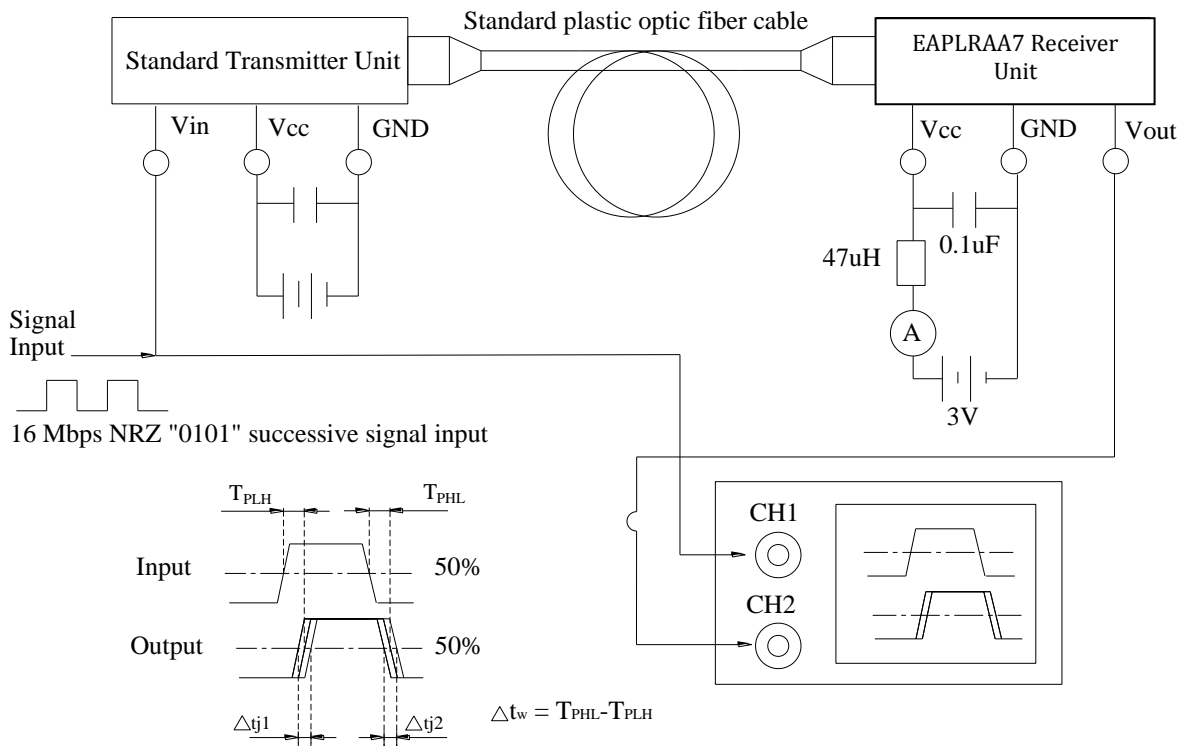 Standard plastic optic fiber cable
Standard Transmitter Unit
EAPLRAA7 Receiver
Unit
Vin
Vcc
GND
Vcc
GND
Vout
0.1uF
47uH
A
3V
Signal
Input
16 Mbps NRZ "0101" successive signal input
TPLH
TPHL
Input
50%
Output
50%
△tj1
△tj2
△tw = TPHL-TPLH
CH1
CH2